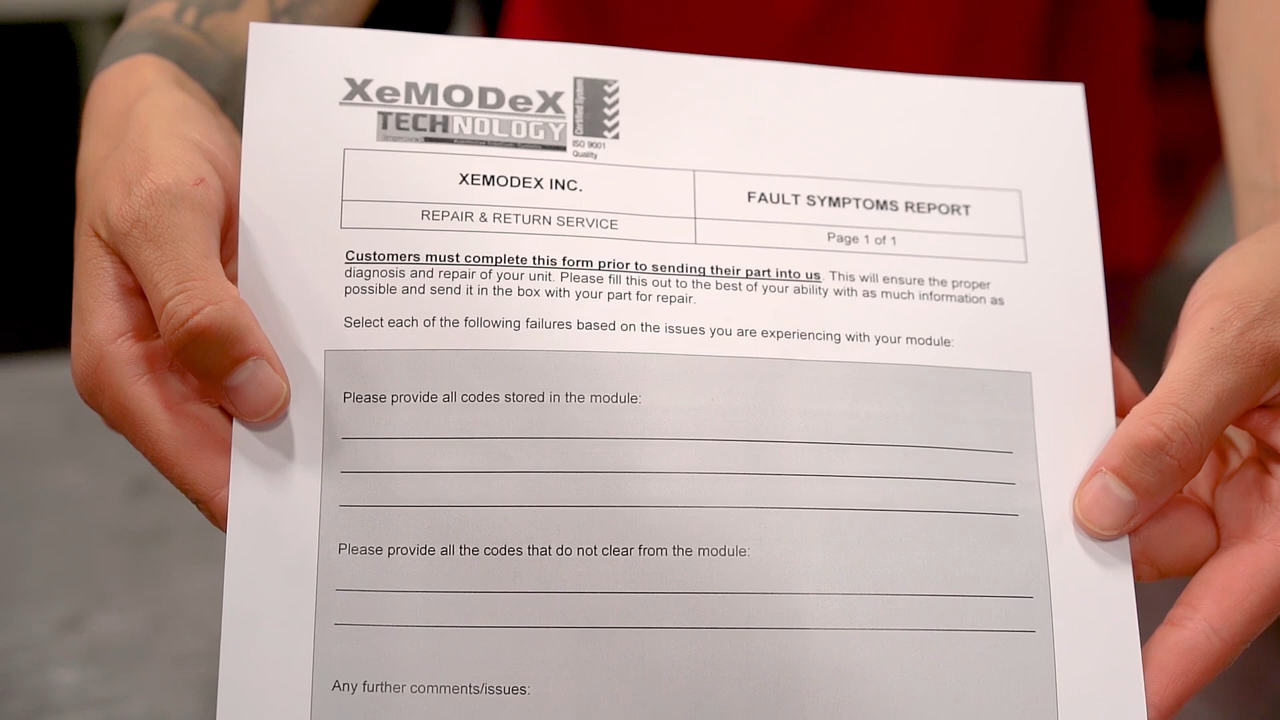 XeMODeX
TECHNOLOGY
Certified System
ISO 9001
Quality
XEMODEX INC.
FAULT SYMPTOMS REPORT
REPAIR & RETURN SERVICE
Page 1 of 1
Customers must complete this form prior to sending their part into us. This will ensure the proper
diagnosis and repair of your unit. Please fill this out to the best of your ability with as much information as
possible and send it in the box with your part for repair.
Select each of the following failures based on the issues you are experiencing with your module:
Please provide all codes stored in the module:
Please provide all the codes that do not clear from the module:
Any further comments/issues: